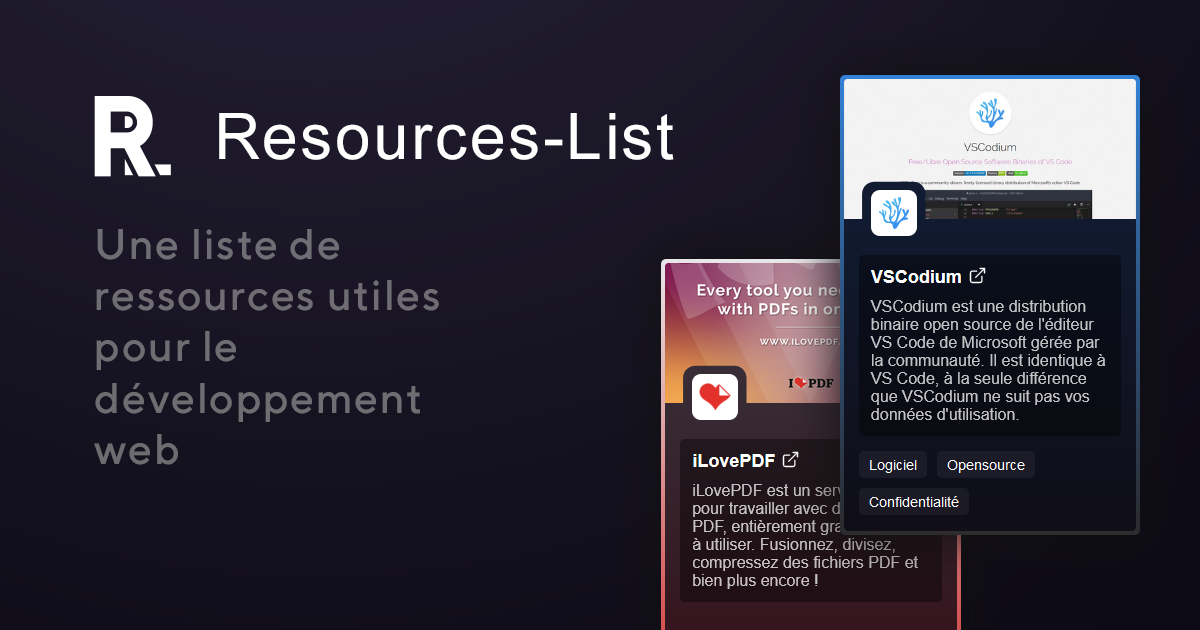 R.
Resources-List
Une liste de
ressources utiles
pour le
développement
web
VSCodium
Free/Libre Open Source Software Binaries of VS Code
VSCodium
VSCodium est une distribution
binaire open source de l'éditeur
VS Code de Microsoft gérée par
la communauté. Il est identique à
VS Code, à la seule différence
que VSCodium ne suit pas vos
données d'utilisation.
Logiciel
Opensource
Confidentialité
Every tool you nee
with PDFs in on
WWW.ILOVEPDF.
I PDF
iLovePDF
iLovePDF est un serv
pour travailler avec d
PDF, entièrement gra
à utiliser. Fusionnez, divisez,
compressez des fichiers PDF et
bien plus encore !